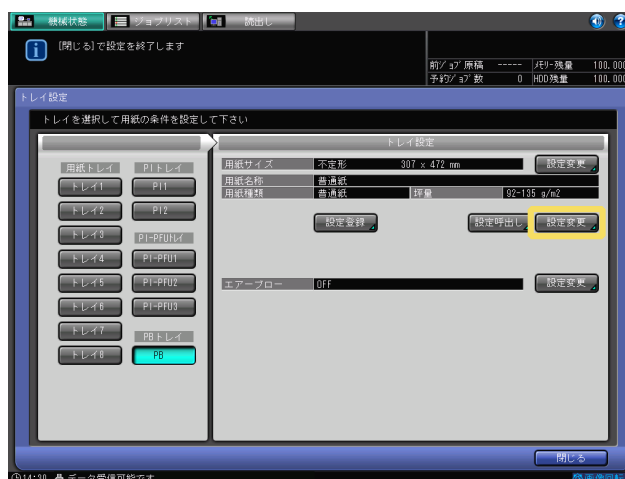 機械状態 ジョブリスト 読出し
[閉じる]で設定を終了します
前ジョブ原稿 ----- メモリー残量 100.000
予約ジョブ数 0 HDD残量 100.000
トレイ設定
トレイを選択して用紙の条件を設定して下さい
トレイ設定
用紙トレイ PIトレイ
トレイ1 PI1
トレイ2 PI2
トレイ3 PI-PFUトレイ
トレイ4 PI-PFU1
トレイ5 PI-PFU2
トレイ6 PI-PFU3
トレイ7 PBトレイ
トレイ8 PB
用紙サイズ 不定形 307 x 472 mm 設定変更
用紙名称 普通紙
用紙種類 普通紙 坪量 92-135 g/m2
設定登録 設定呼出し 設定変更
エアーブロー OFF 設定変更
閉じる
14:30 データ受信可能です 画像回転